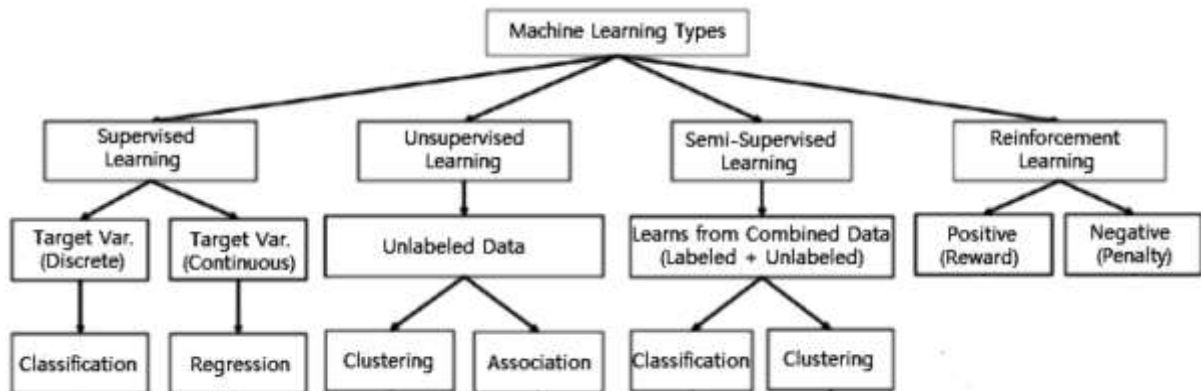 Machine Learning Types
Supervised
Learning
Unsupervised
Learning
Semi-Supervised
Learning
Reinforcement
Learning
Target Var.
(Discrete)
Target Var.
(Continuous)
Unlabeled Data
Learns from Combined Data
(Labeled + Unlabeled)
Positive
(Reward)
Negative
(Penalty)
Classification
Regression
Clustering
Association
Classification
Clustering